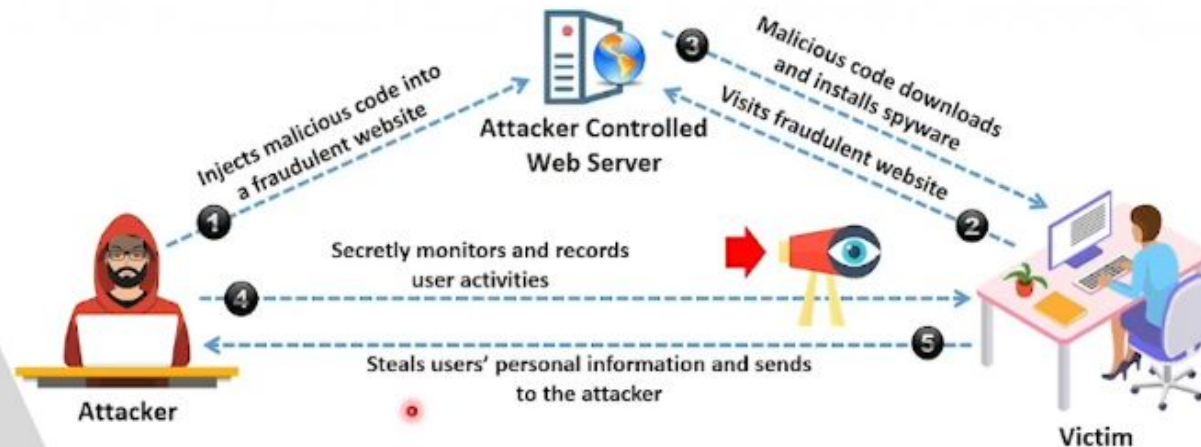 1
Injects malicious code into
a fraudulent website
Attacker Controlled
Web Server
3
Malicious code downloads
and installs spyware
Visits fraudulent website
2
Secretly monitors and records
user activities
4
5
Steals users’ personal information and sends
to the attacker
Attacker
Victim